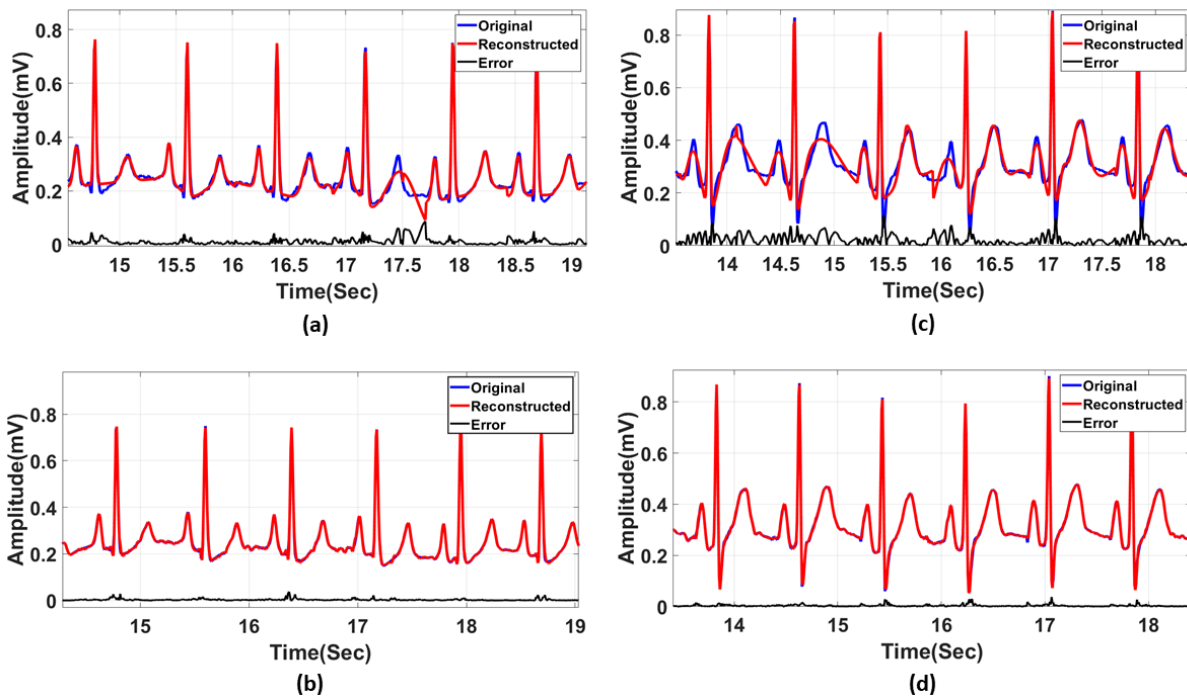 Amplitude(mV)
0.8
0.6
0.4
0.2
0
Original
Reconstructed
Error
15 15.5 16 16.5 17 17.5 18 18.5 19
Time(Sec)
(a)
Amplitude(mV)
0.8
0.6
0.4
0.2
0
Original
Reconstructed
Error
14 14.5 15 15.5 16 16.5 17 17.5 18
Time(Sec)
(c)
Amplitude(mV)
0.8
0.6
0.4
0.2
0
Original
Reconstructed
Error
15 16 17 18 19
Time(Sec)
(b)
Amplitude(mV)
0.8
0.6
0.4
0.2
0
Original
Reconstructed
Error
14 15 16 17 18
Time(Sec)
(d)